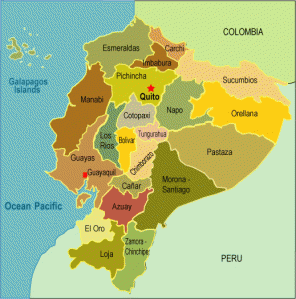 COLOMBIA
Esmeraldas
Carchi
Imbabura
Galapagos
Islands
Pichincha
Sucumbios
Quito
Manabi
Napo
Orellana
Cotopaxi
Los
Rios
Bolivar
Tungurahua
Pastaza
Guayas
Chimborazo
Guayaquil
Morona -
Santiago
Cañar
Ocean Pacific
Azuay
El Oro
Zamora-
Chinchipe
Loja
PERU